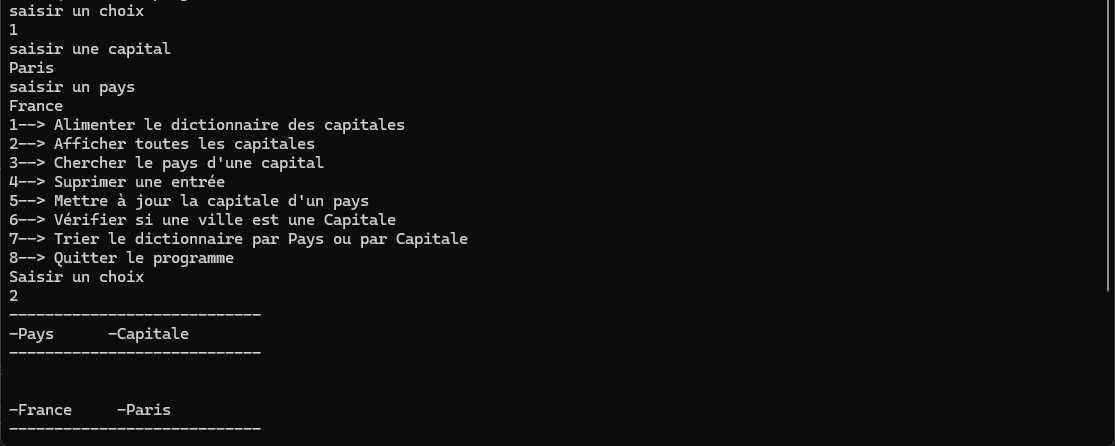 saisir un choix
1
saisir une capital
Paris
saisir un pays
France
1--> Alimenter le dictionnaire des capitales
2--> Afficher toutes les capitales
3--> Chercher le pays d'une capital
4--> Suprimer une entrée
5--> Mettre à jour la capitale d'un pays
6--> Vérifier si une ville est une Capitale
7--> Trier le dictionnaire par Pays ou par Capitale
8--> Quitter le programme
Saisir un choix
2
----------------------------
-Pays      -Capitale
----------------------------
-France     -Paris
----------------------------